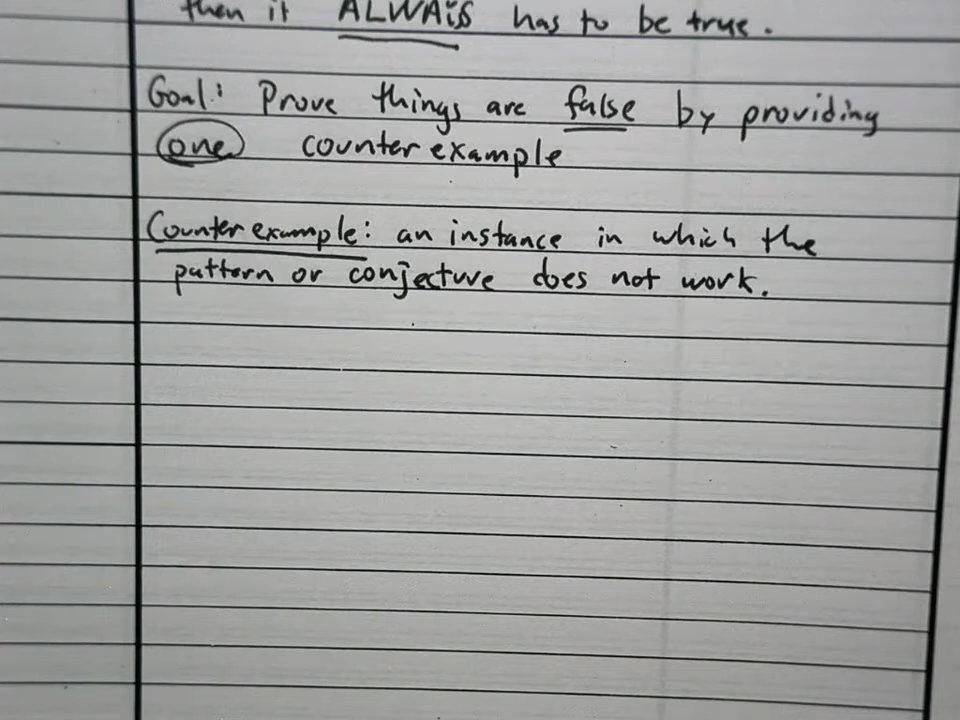 then it ALWAYS has to be true.
Goal: Prove things are false by providing
one counter example
Counter example: an instance in which the
pattern or conjecture does not work.